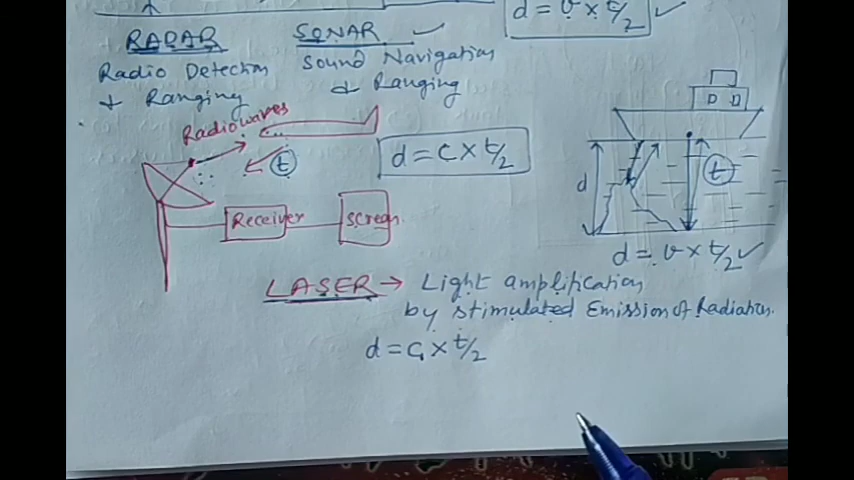 d = v × t/2 ✓
RADAR
Radio Detection
+ Ranging
SONAR ✓
Sound Navigation
& Ranging
Radiowaves
t
d = c × t/2
Receiver
Screen
D D
d
t
d = v × t/2 ✓
LASER → Light amplification
by stimulated Emission of Radiation.
d = c × t/2